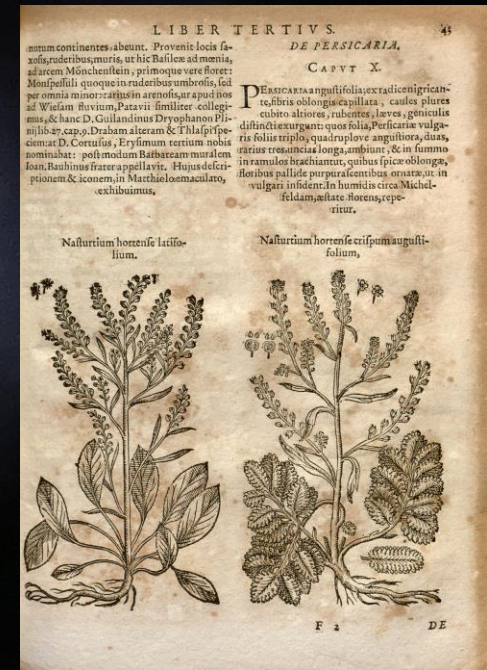 LIBER TERTIVS. 43
natum continentes, abeunt. Provenit locis sa-
xosis, ruderibus, muris, ut hic Basileæ ad mœnia,
ad arcem Mönchenstein, primoque vere floret:
Monspessuli quoque in ruderibus umbrosis, sed
per omnia minor: rarius in arenosis, ut apud nos
ad Wiesam fluvium, Patavii similiter collegi-
mus, & hanc D. Guilandinus Dryophanon Pli-
nij lib. 27. cap. 9. Drabam alteram & Thlaspi spe-
ciem: at D. Cortusus, Erysimum tertium nobis
nominabat: postmodum Barbaream muralem
Ioan. Bauhinus frater appellavit. Hujus descri-
ptionem & iconem, in Matthiolo emaculato,
exhibuimus.
Nasturtium hortense latifo-
lium.
DE PERSICARIA.
CAPVT X.
PERSICARIA angustifolia; ex radice nigrican-
te, fibris oblongis capillata, caules plures
cubito altiores, rubentes, læves, geniculis
distincti exurgunt: quos folia, Persicariæ vulga-
ris foliis triplo, quadruplove angustiora, duas,
rarius tres, uncias longa, ambiunt, & in summo
in ramulos brachiantur, quibus spicæ oblongæ,
floribus pallide purpurascentibus ornatæ, ut in
vulgari insident. In humidis circa Michel-
feldam, æstate florens, repe-
ritur.
Nasturtium hortense crispum augusti-
folium,
F 2 DE